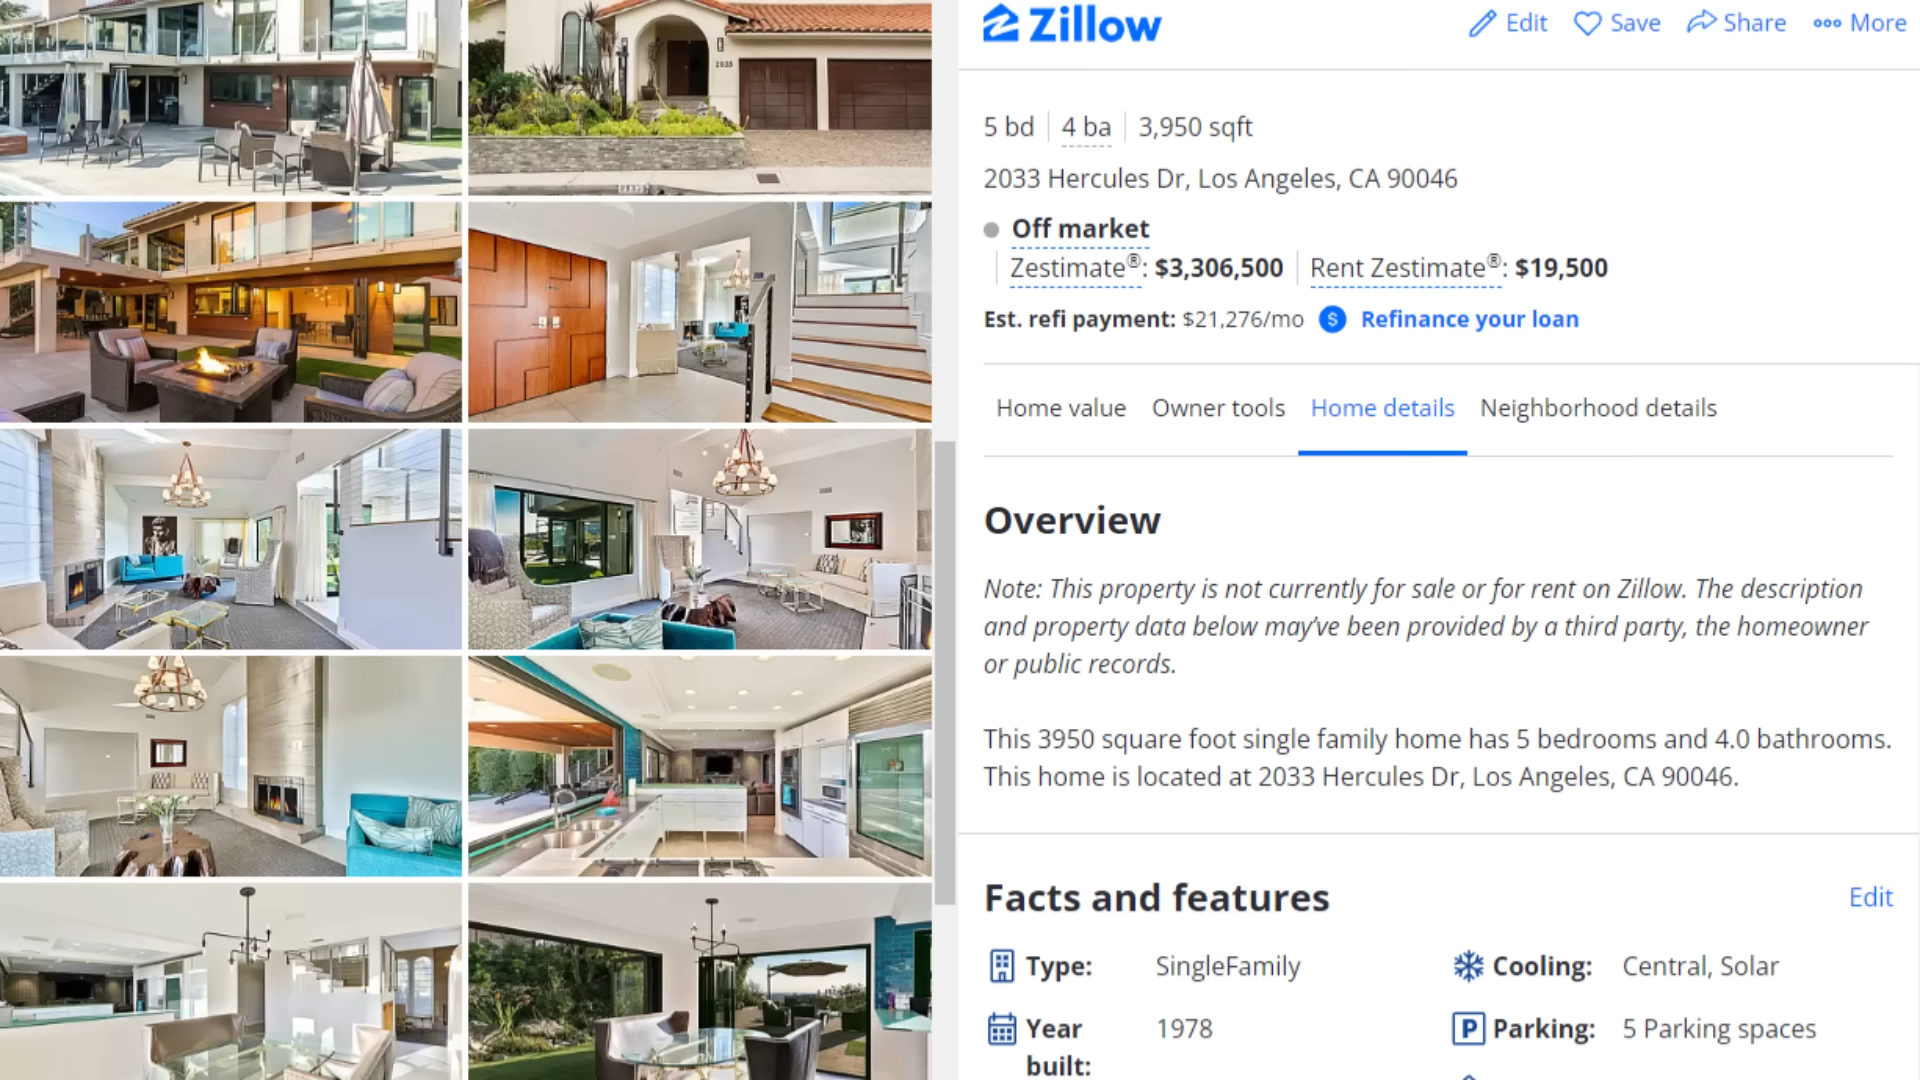 Zillow
Edit
Save
Share
More
5 bd
4 ba
3,950 sqft
2033 Hercules Dr, Los Angeles, CA 90046
Off market
Zestimate®: $3,306,500
Rent Zestimate®: $19,500
Est. refi payment: $21,276/mo
$
Refinance your loan
Home value
Owner tools
Home details
Neighborhood details
Overview
Note: This property is not currently for sale or for rent on Zillow. The description
and property data below may’ve been provided by a third party, the homeowner
or public records.
This 3950 square foot single family home has 5 bedrooms and 4.0 bathrooms.
This home is located at 2033 Hercules Dr, Los Angeles, CA 90046.
Facts and features
Edit
Type: SingleFamily
Cooling: Central, Solar
Year
built:
1978
P
Parking: 5 Parking spaces
2033